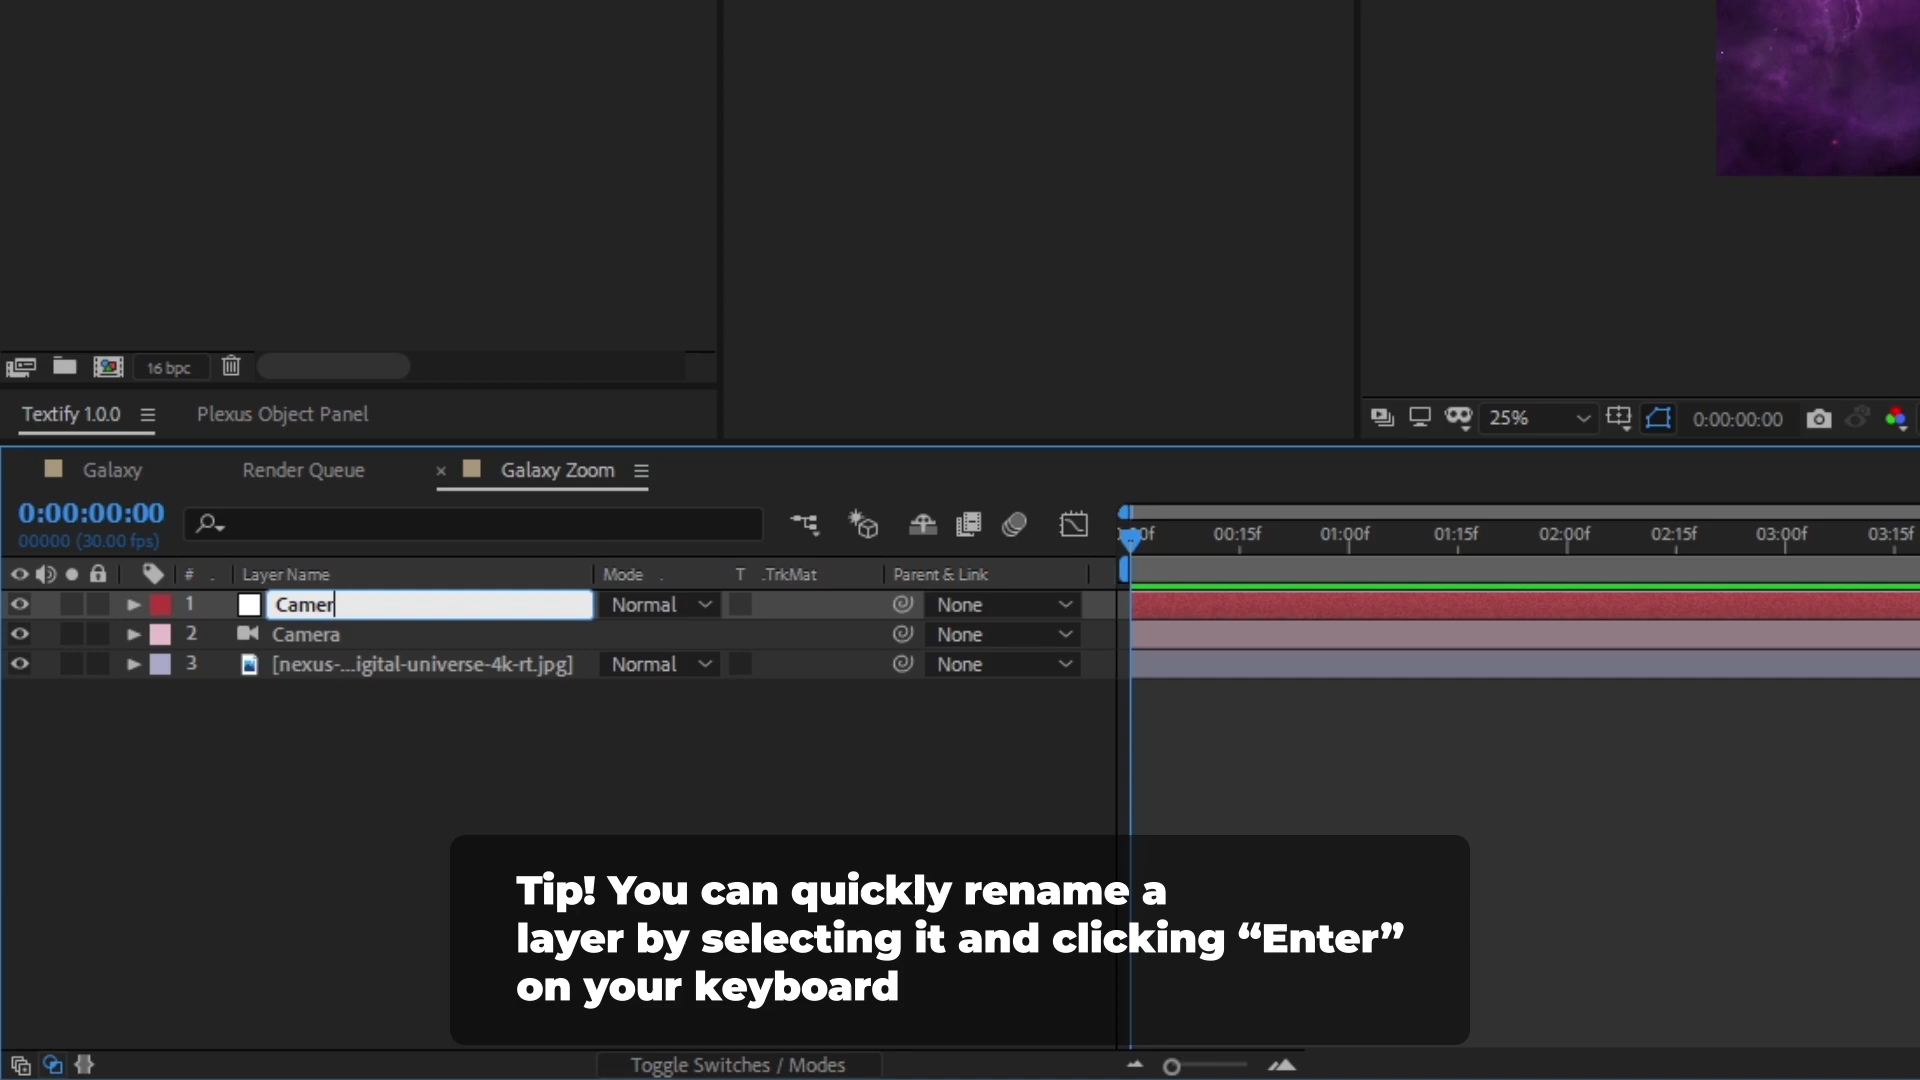 16 bpc
Textify 1.0.0
Plexus Object Panel
25%
0:00:00:00
Galaxy
Render Queue
× Galaxy Zoom
0:00:00:00
00000 (30.00 fps)
00:15f 01:00f 01:15f 02:00f 02:15f 03:00f 03:15f
# . Layer Name Mode . T .TrkMat Parent & Link
1 Camer Normal None
2 Camera None
3 [nexus-...igital-universe-4k-rt.jpg] Normal None
Tip! You can quickly rename a
layer by selecting it and clicking “Enter”
on your keyboard
Toggle Switches / Modes